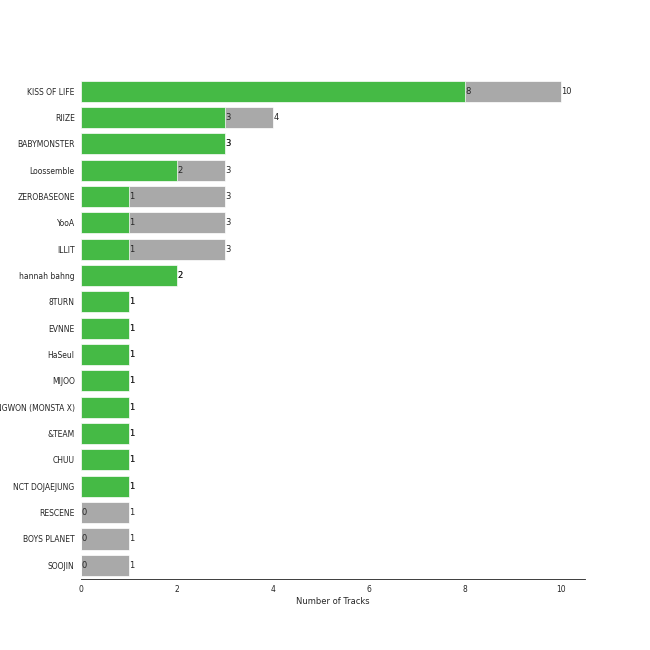 KISS OF LIFE 8 10
RIIZE 3 4
BABYMONSTER 3
Loossemble 2 3
ZEROBASEONE 1 3
YooA 1 3
ILLIT 1 3
hannah bahng 2
8TURN 1
EVNNE 1
HaSeul 1
MIJOO 1
NGWON (MONSTA X) 1
&TEAM 1
CHUU 1
NCT DOJAEJUNG 1
RESCENE 0 1
BOYS PLANET 0 1
SOOJIN 0 1
0 2 4 6 8 10
Number of Tracks